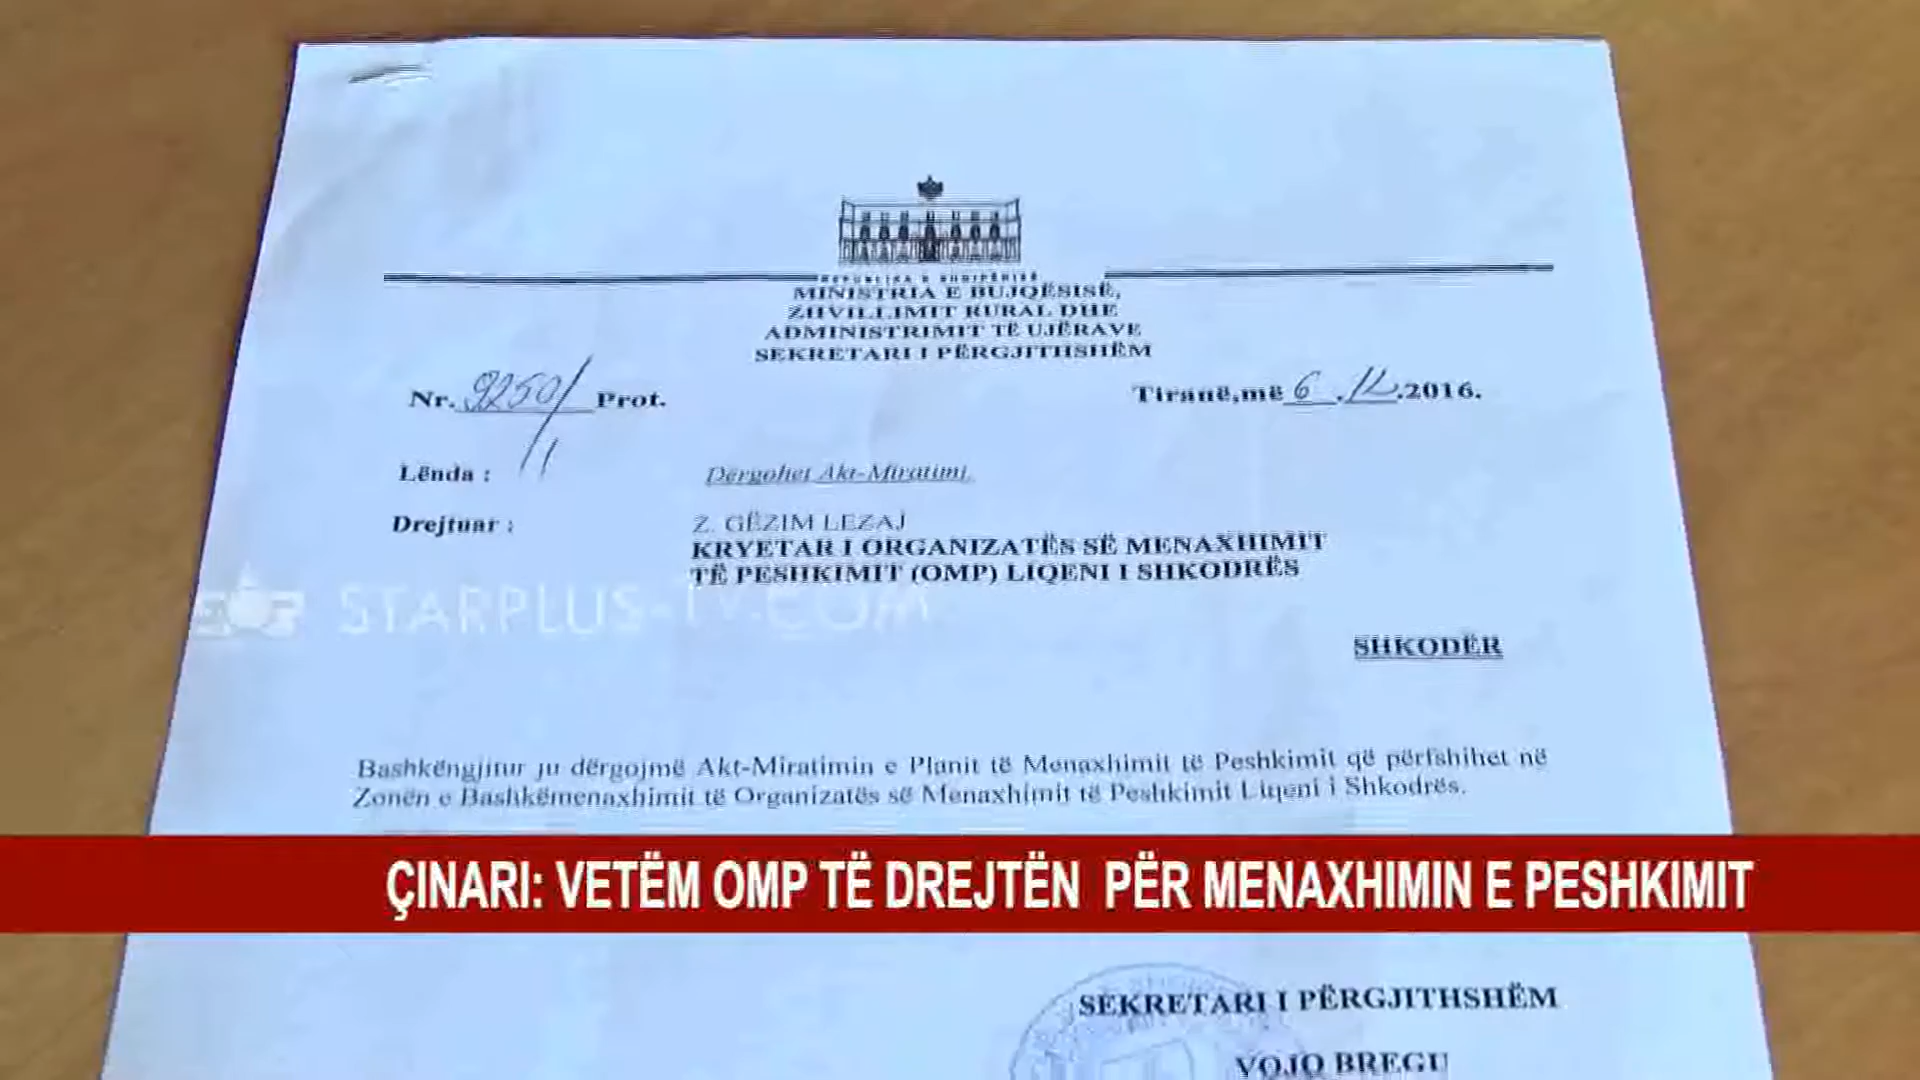 REPUBLIKA E SHQIPËRISË
MINISTRIA E BUJQËSISË,
ZHVILLIMIT RURAL DHE
ADMINISTRIMIT TË UJËRAVE
SEKRETARI I PËRGJITHSHËM
Nr. 9250/1 Prot.
Tiranë,më 6.12.2016.
Lënda :
Dërgohet Akt-Miratimi.
Drejtuar :
Z. GËZIM LEZAJ
KRYETAR I ORGANIZATËS SË MENAXHIMIT
TË PESHKIMIT (OMP) LIQENI I SHKODRËS
STARPLUS-TV.COM
SHKODËR
Bashkëngjitur ju dërgojmë Akt-Miratimin e Planit të Menaxhimit të Peshkimit që përfshihet në
Zonën e Bashkëmenaxhimit të Organizatës së Menaxhimit të Peshkimit Liqeni i Shkodrës.
ÇINARI: VETËM OMP TË DREJTËN PËR MENAXHIMIN E PESHKIMIT
SEKRETARI I PËRGJITHSHËM
VOJO BREGU